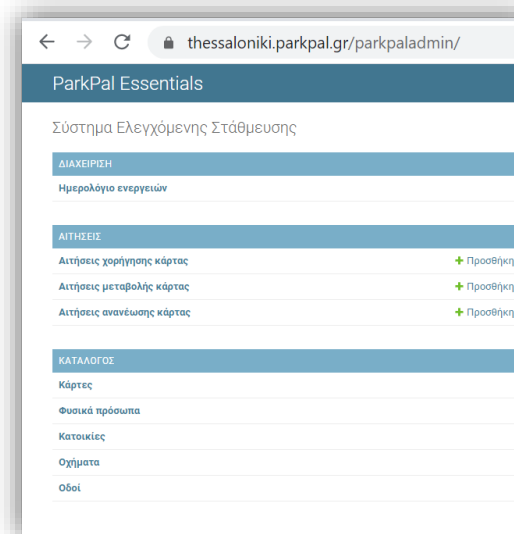 thessaloniki.parkpal.gr/parkpaladmin/
ParkPal Essentials
Σύστημα Ελεγχόμενης Στάθμευσης
ΔΙΑΧΕΙΡΙΣΗ
Ημερολόγιο ενεργειών
ΑΙΤΗΣΕΙΣ
Αιτήσεις χορήγησης κάρτας + Προσθήκη
Αιτήσεις μεταβολής κάρτας + Προσθήκη
Αιτήσεις ανανέωσης κάρτας + Προσθήκη
ΚΑΤΑΛΟΓΟΣ
Κάρτες
Φυσικά πρόσωπα
Κατοικίες
Οχήματα
Οδοί